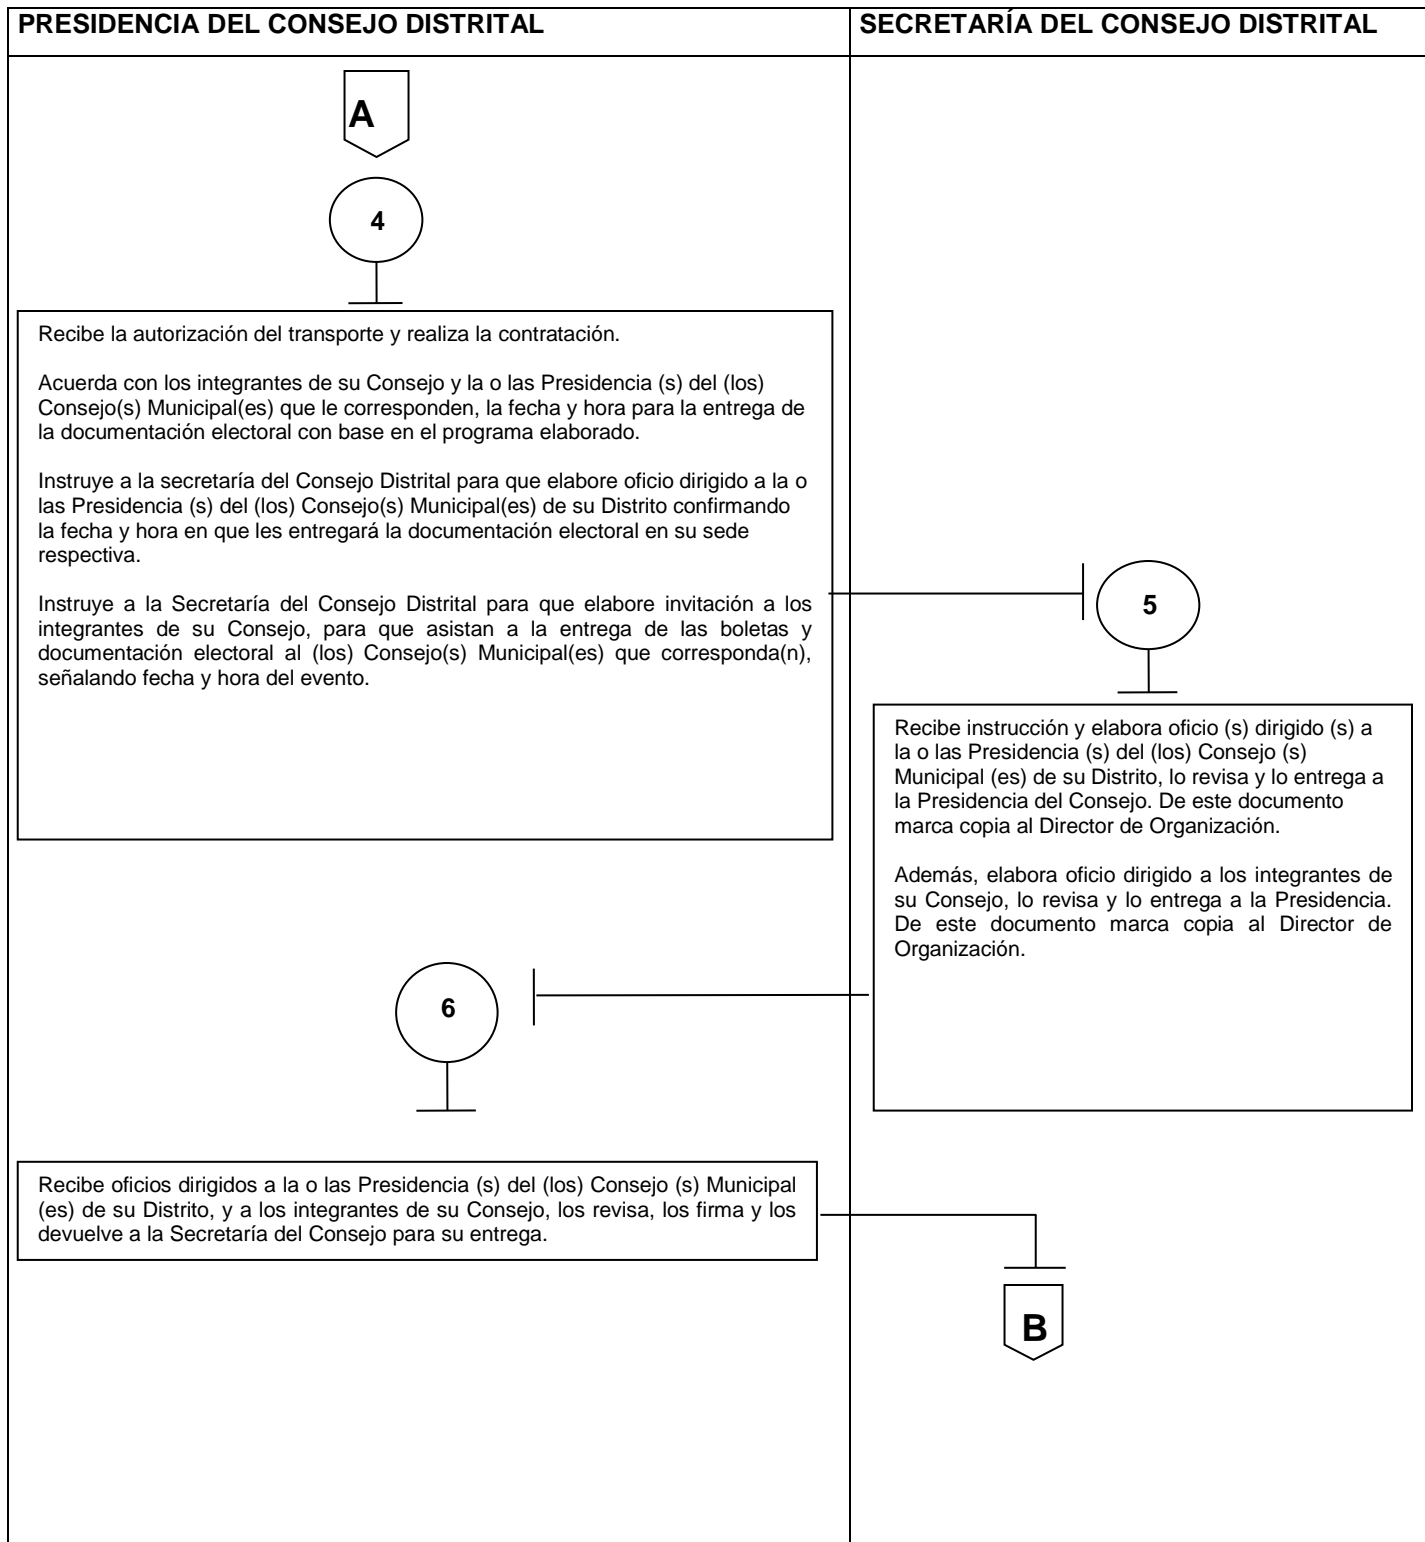 PRESIDENCIA DEL CONSEJO DISTRITAL
SECRETARÍA DEL CONSEJO DISTRITAL
A
4
Recibe la autorización del transporte y realiza la contratación.
Acuerda con los integrantes de su Consejo y la o las Presidencia (s) del (los)
Consejo(s) Municipal(es) que le corresponden, la fecha y hora para la entrega de
la documentación electoral con base en el programa elaborado.
Instruye a la secretaría del Consejo Distrital para que elabore oficio dirigido a la o
las Presidencia (s) del (los) Consejo(s) Municipal(es) de su Distrito confirmando
la fecha y hora en que les entregará la documentación electoral en su sede
respectiva.
Instruye a la Secretaría del Consejo Distrital para que elabore invitación a los
integrantes de su Consejo, para que asistan a la entrega de las boletas y
documentación electoral al (los) Consejo(s) Municipal(es) que corresponda(n),
señalando fecha y hora del evento.
5
Recibe instrucción y elabora oficio (s) dirigido (s) a
la o las Presidencia (s) del (los) Consejo (s)
Municipal (es) de su Distrito, lo revisa y lo entrega a
la Presidencia del Consejo. De este documento
marca copia al Director de Organización.
Además, elabora oficio dirigido a los integrantes de
su Consejo, lo revisa y lo entrega a la Presidencia.
De este documento marca copia al Director de
Organización.
6
Recibe oficios dirigidos a la o las Presidencia (s) del (los) Consejo (s) Municipal
(es) de su Distrito, y a los integrantes de su Consejo, los revisa, los firma y los
devuelve a la Secretaría del Consejo para su entrega.
B